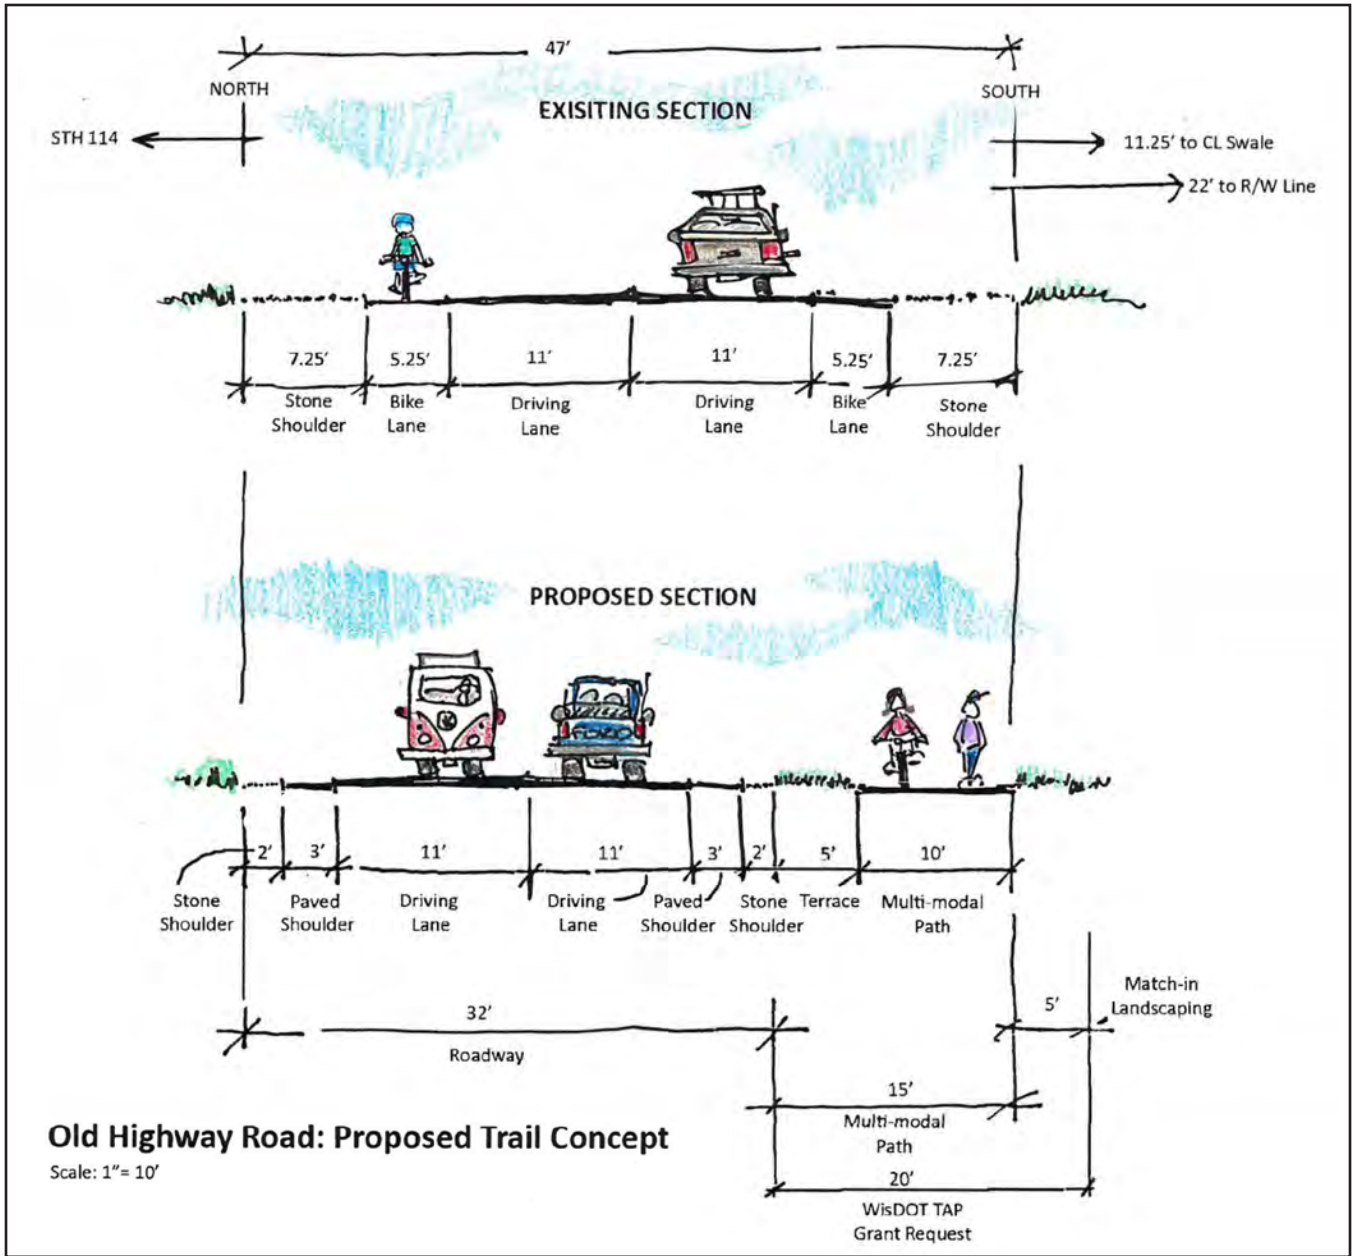 47'
NORTH
SOUTH
EXISITING SECTION
STH 114
11.25' to CL Swale
22' to R/W Line
7.25'
5.25'
11'
11'
5.25'
7.25'
Stone
Shoulder
Bike
Lane
Driving
Lane
Driving
Lane
Bike
Lane
Stone
Shoulder
PROPOSED SECTION
FORD
2'
3'
11'
11'
3'
2'
5'
10'
Stone
Shoulder
Paved
Shoulder
Driving
Lane
Driving
Lane
Paved
Shoulder
Stone
Shoulder
Terrace
Multi-modal
Path
32'
Roadway
5'
Match-in
Landscaping
15'
Multi-modal
Path
20'
WisDOT TAP
Grant Request
Old Highway Road: Proposed Trail Concept
Scale: 1"= 10'